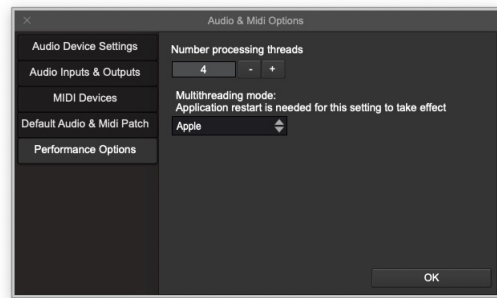 Audio & Midi Options
Audio Device Settings
Audio Inputs & Outputs
MIDI Devices
Default Audio & Midi Patch
Performance Options
Number processing threads
4 - +
Multithreading mode:
Application restart is needed for this setting to take effect
Apple
OK